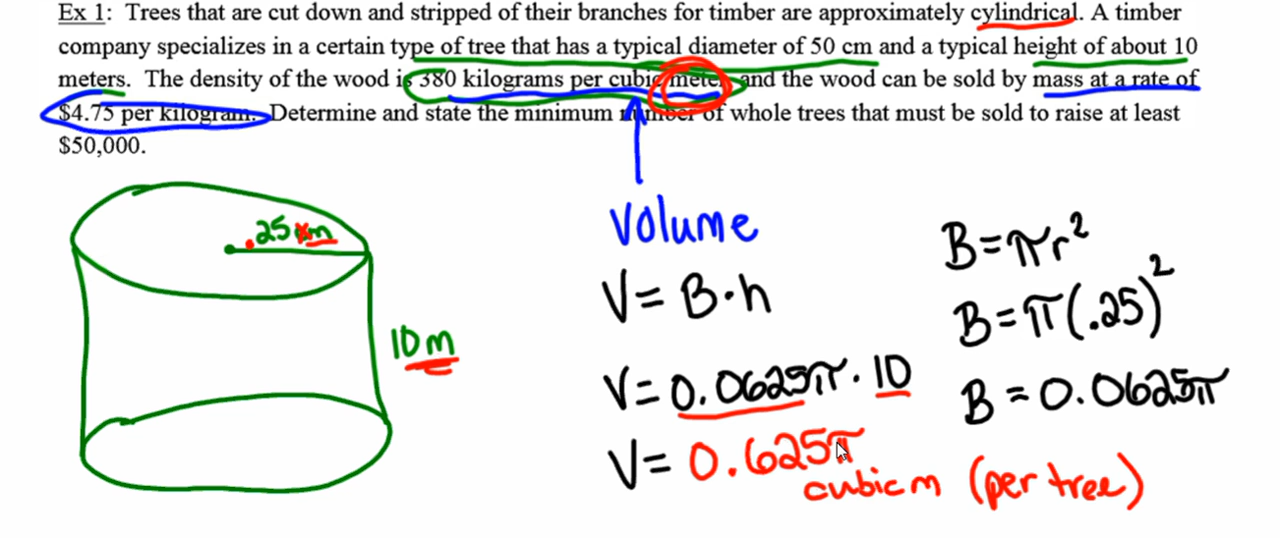 Ex 1: Trees that are cut down and stripped of their branches for timber are approximately cylindrical. A timber
company specializes in a certain type of tree that has a typical diameter of 50 cm and a typical height of about 10
meters. The density of the wood is 380 kilograms per cubic meter, and the wood can be sold by mass at a rate of
$4.75 per kilogram. Determine and state the minimum number of whole trees that must be sold to raise at least
$50,000.
.25 m
10m
Volume
V = B·h
V = 0.0625π · 10
V = 0.625π
cubic m (per tree)
B = πr²
B = π(.25)²
B = 0.0625π